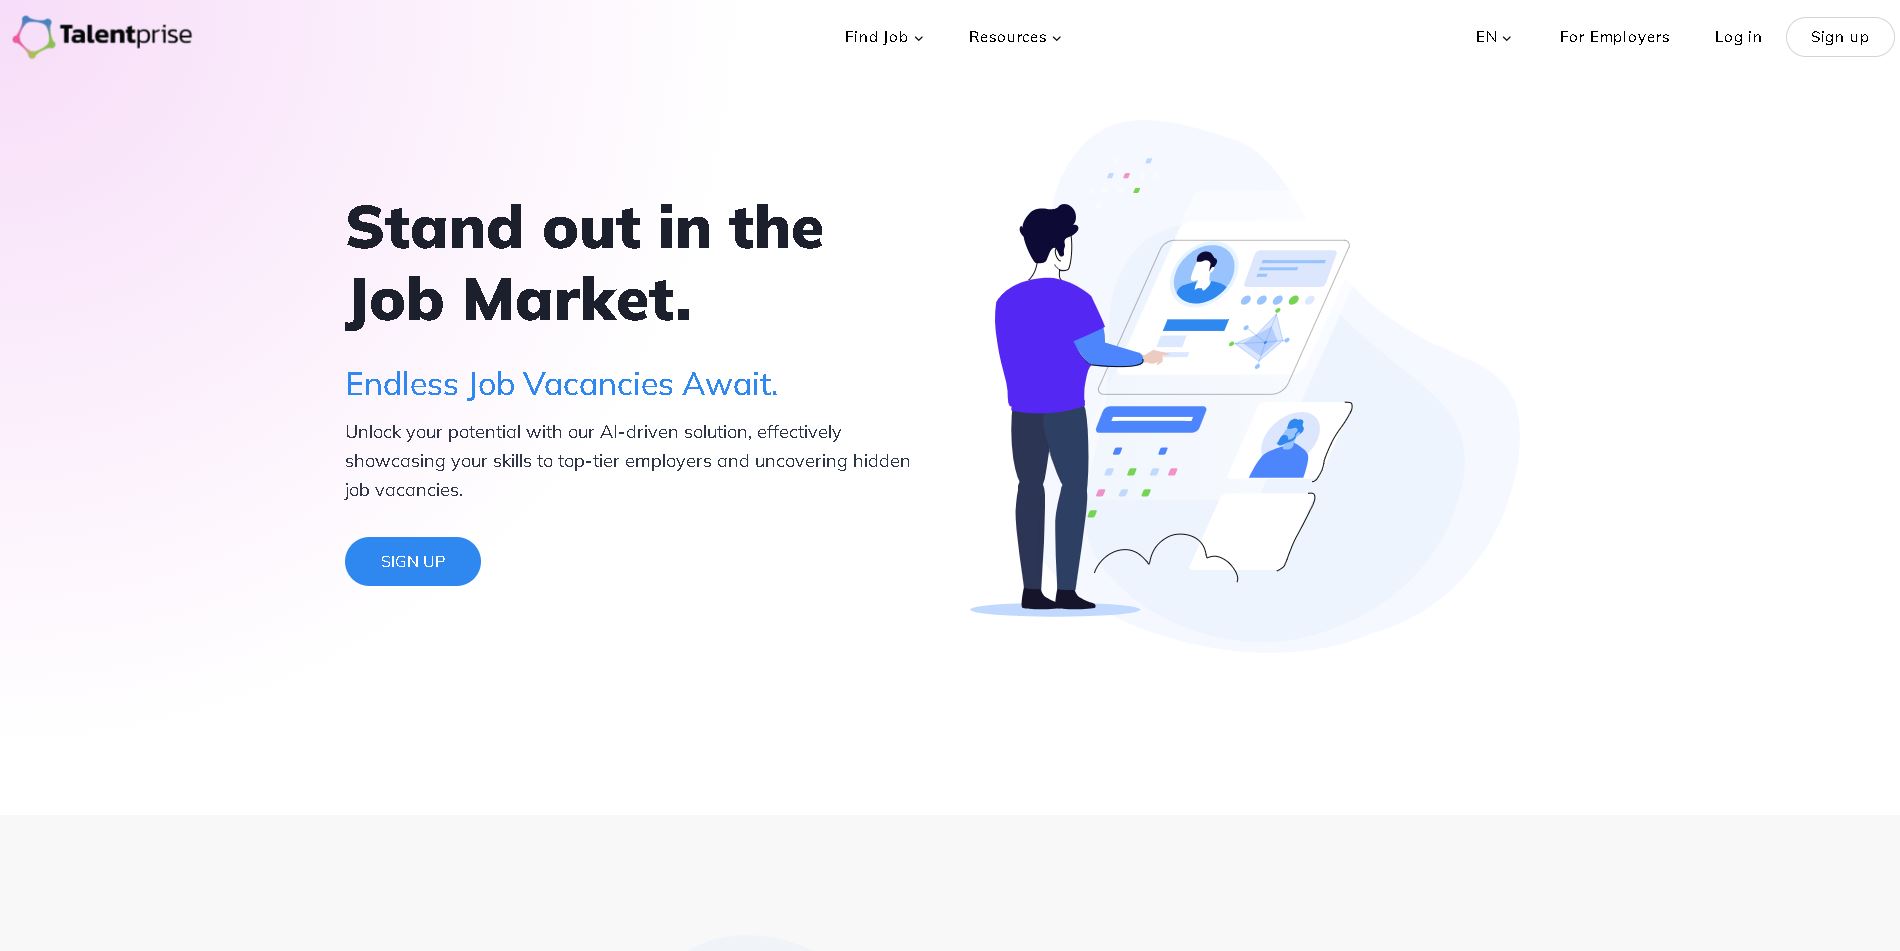 Talentprise
Find Job
Resources
EN
For Employers
Log in
Sign up
Stand out in the
Job Market.
Endless Job Vacancies Await.
Unlock your potential with our AI-driven solution, effectively
showcasing your skills to top-tier employers and uncovering hidden
job vacancies.
SIGN UP